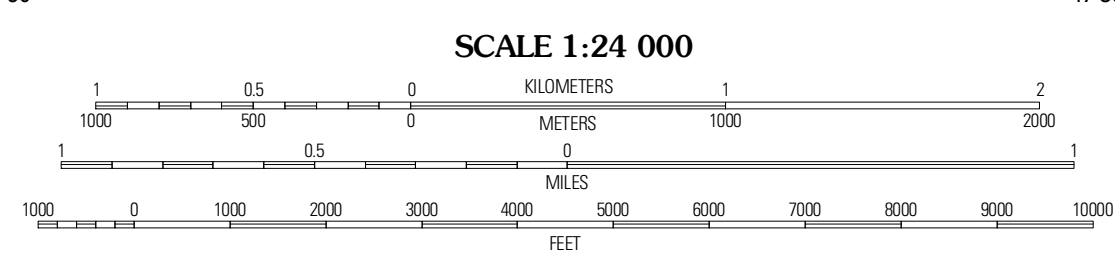 SCALE 1:24 000
1 0.5 0 KILOMETERS 1 2
1000 500 0 METERS 1000 2000
1 0.5 0 1
MILES
1000 0 1000 2000 3000 4000 5000 6000 7000 8000 9000 10000
FEET